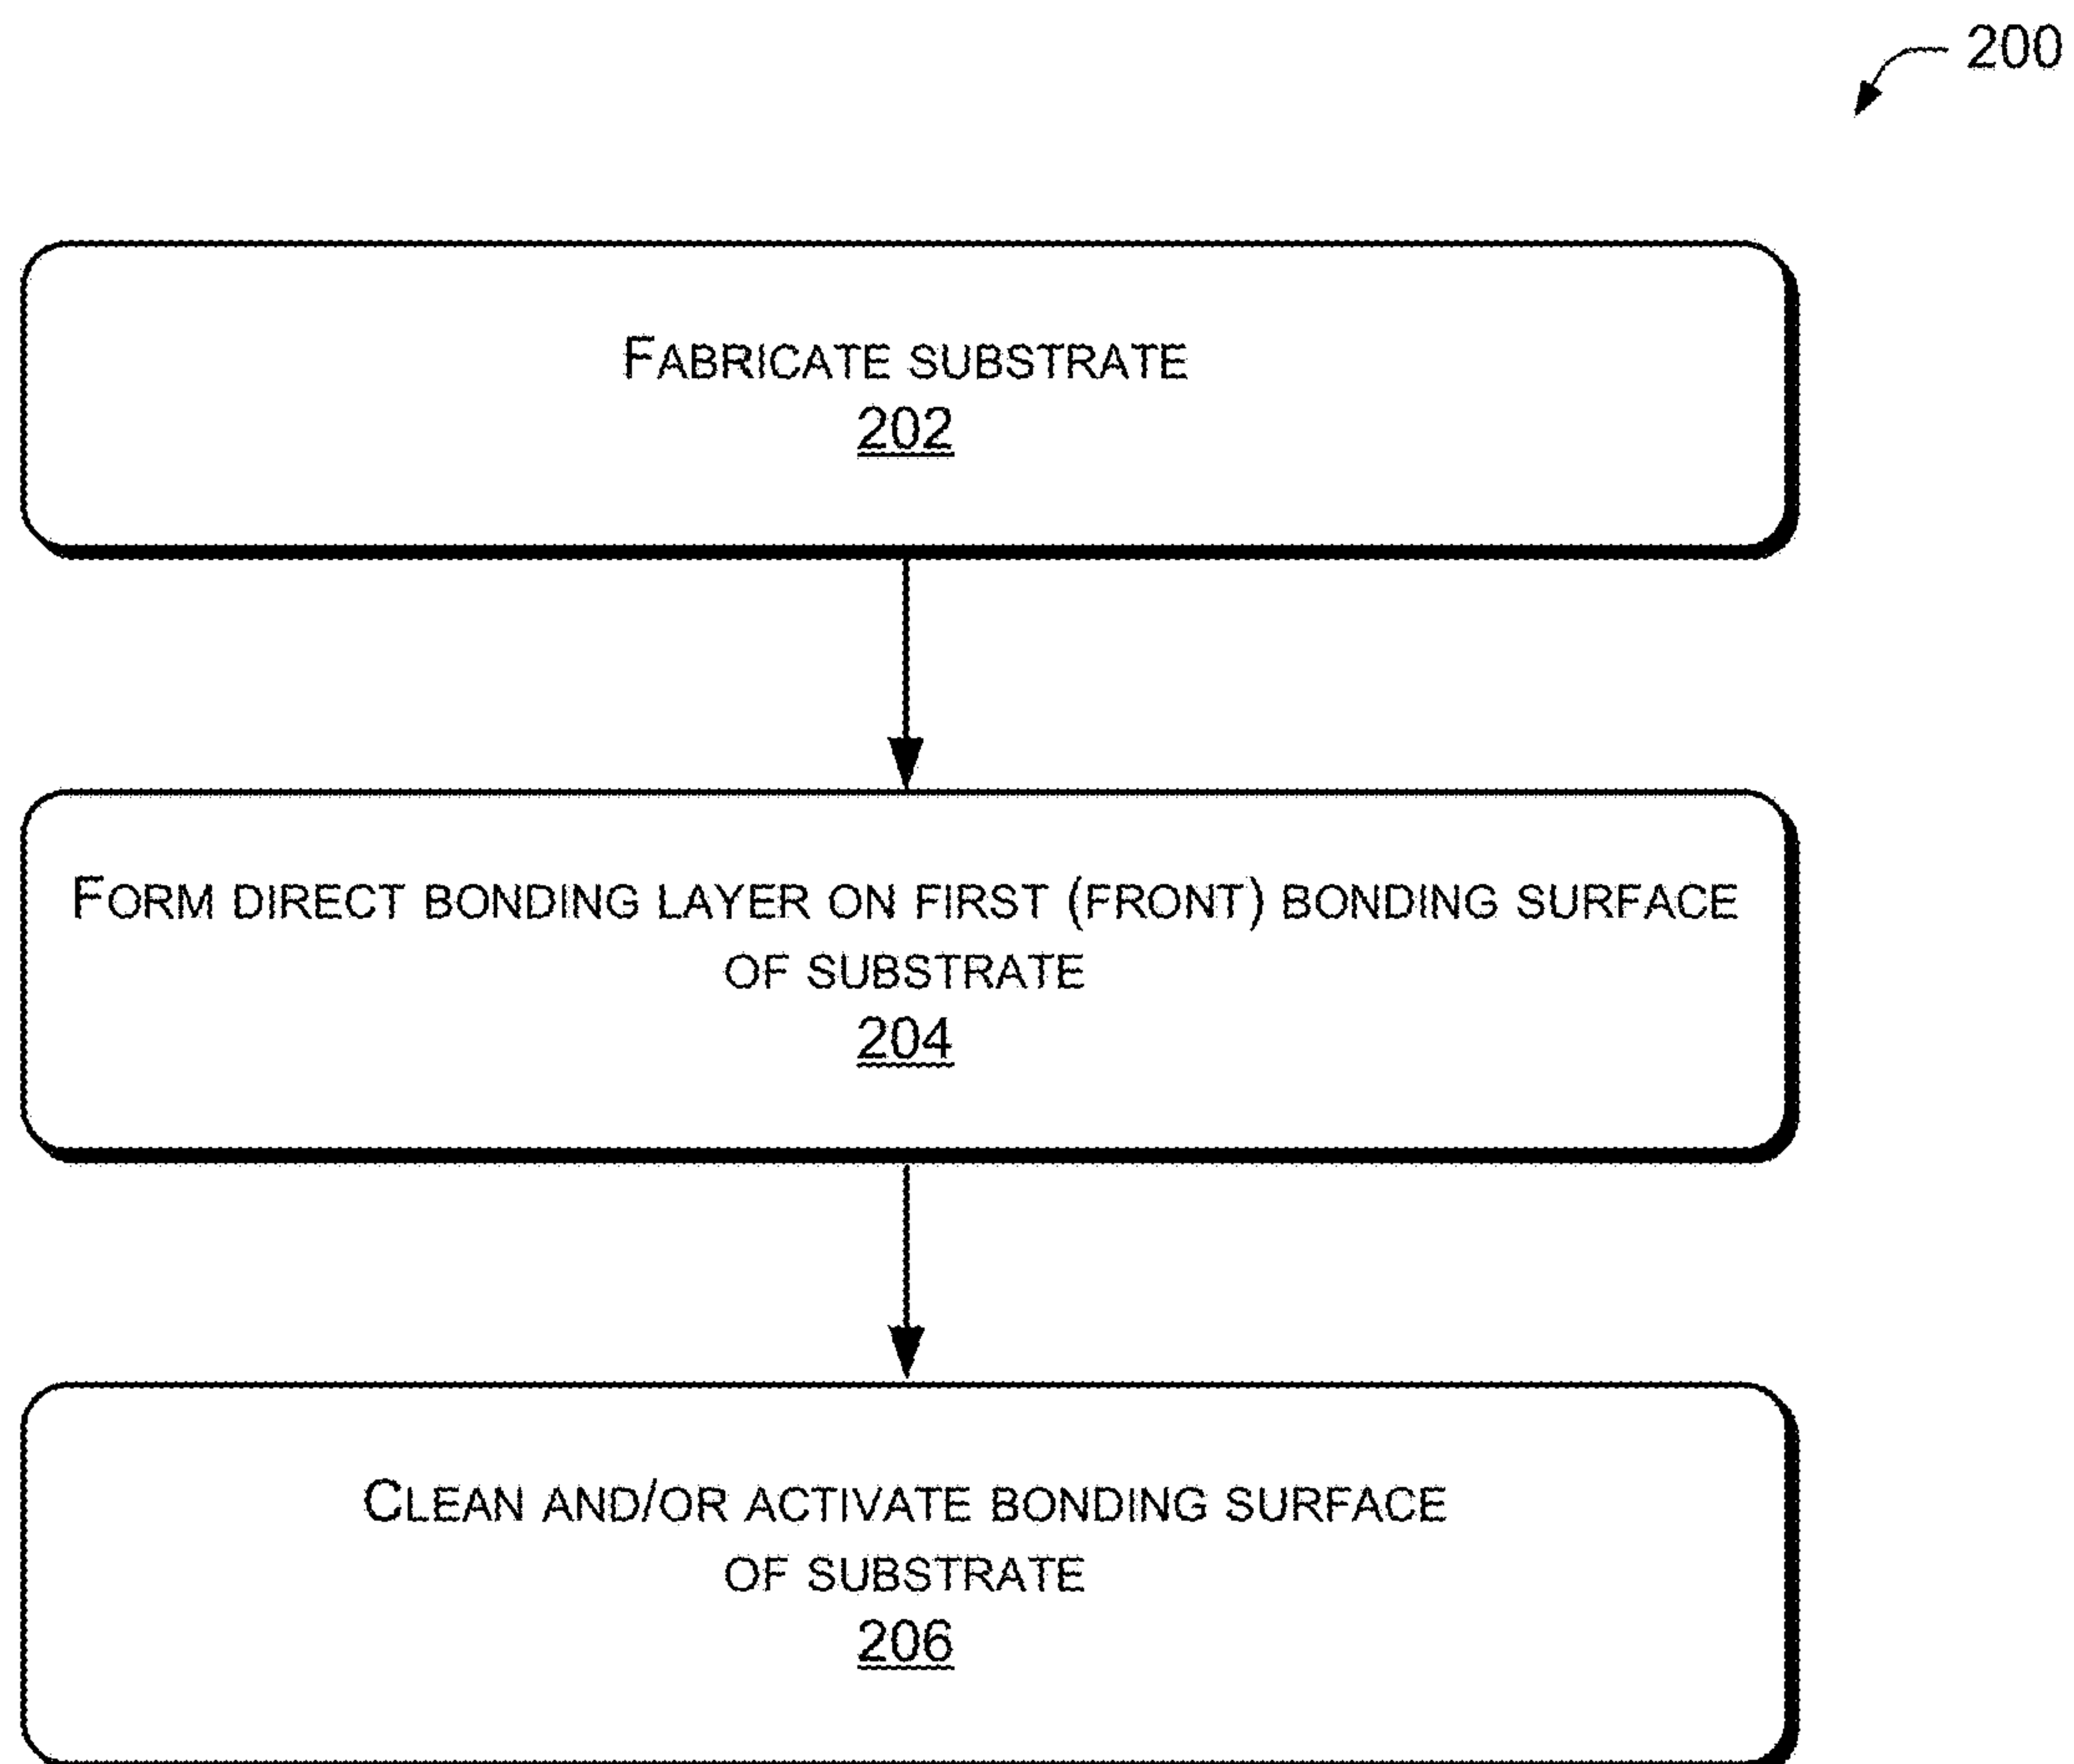 200
FABRICATE SUBSTRATE
202
FORM DIRECT BONDING LAYER ON FIRST (FRONT) BONDING SURFACE
OF SUBSTRATE
204
CLEAN AND/OR ACTIVATE BONDING SURFACE
OF SUBSTRATE
206